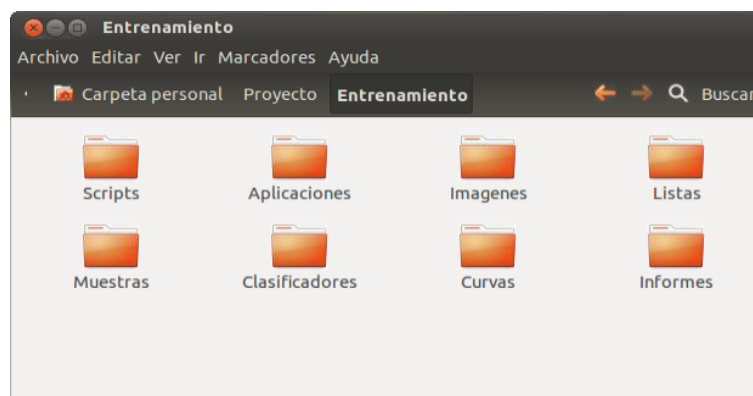 Entrenamiento
Archivo Editar Ver Ir Marcadores Ayuda
Carpeta personal Proyecto Entrenamiento Buscar
Scripts Aplicaciones Imagenes Listas
Muestras Clasificadores Curvas Informes